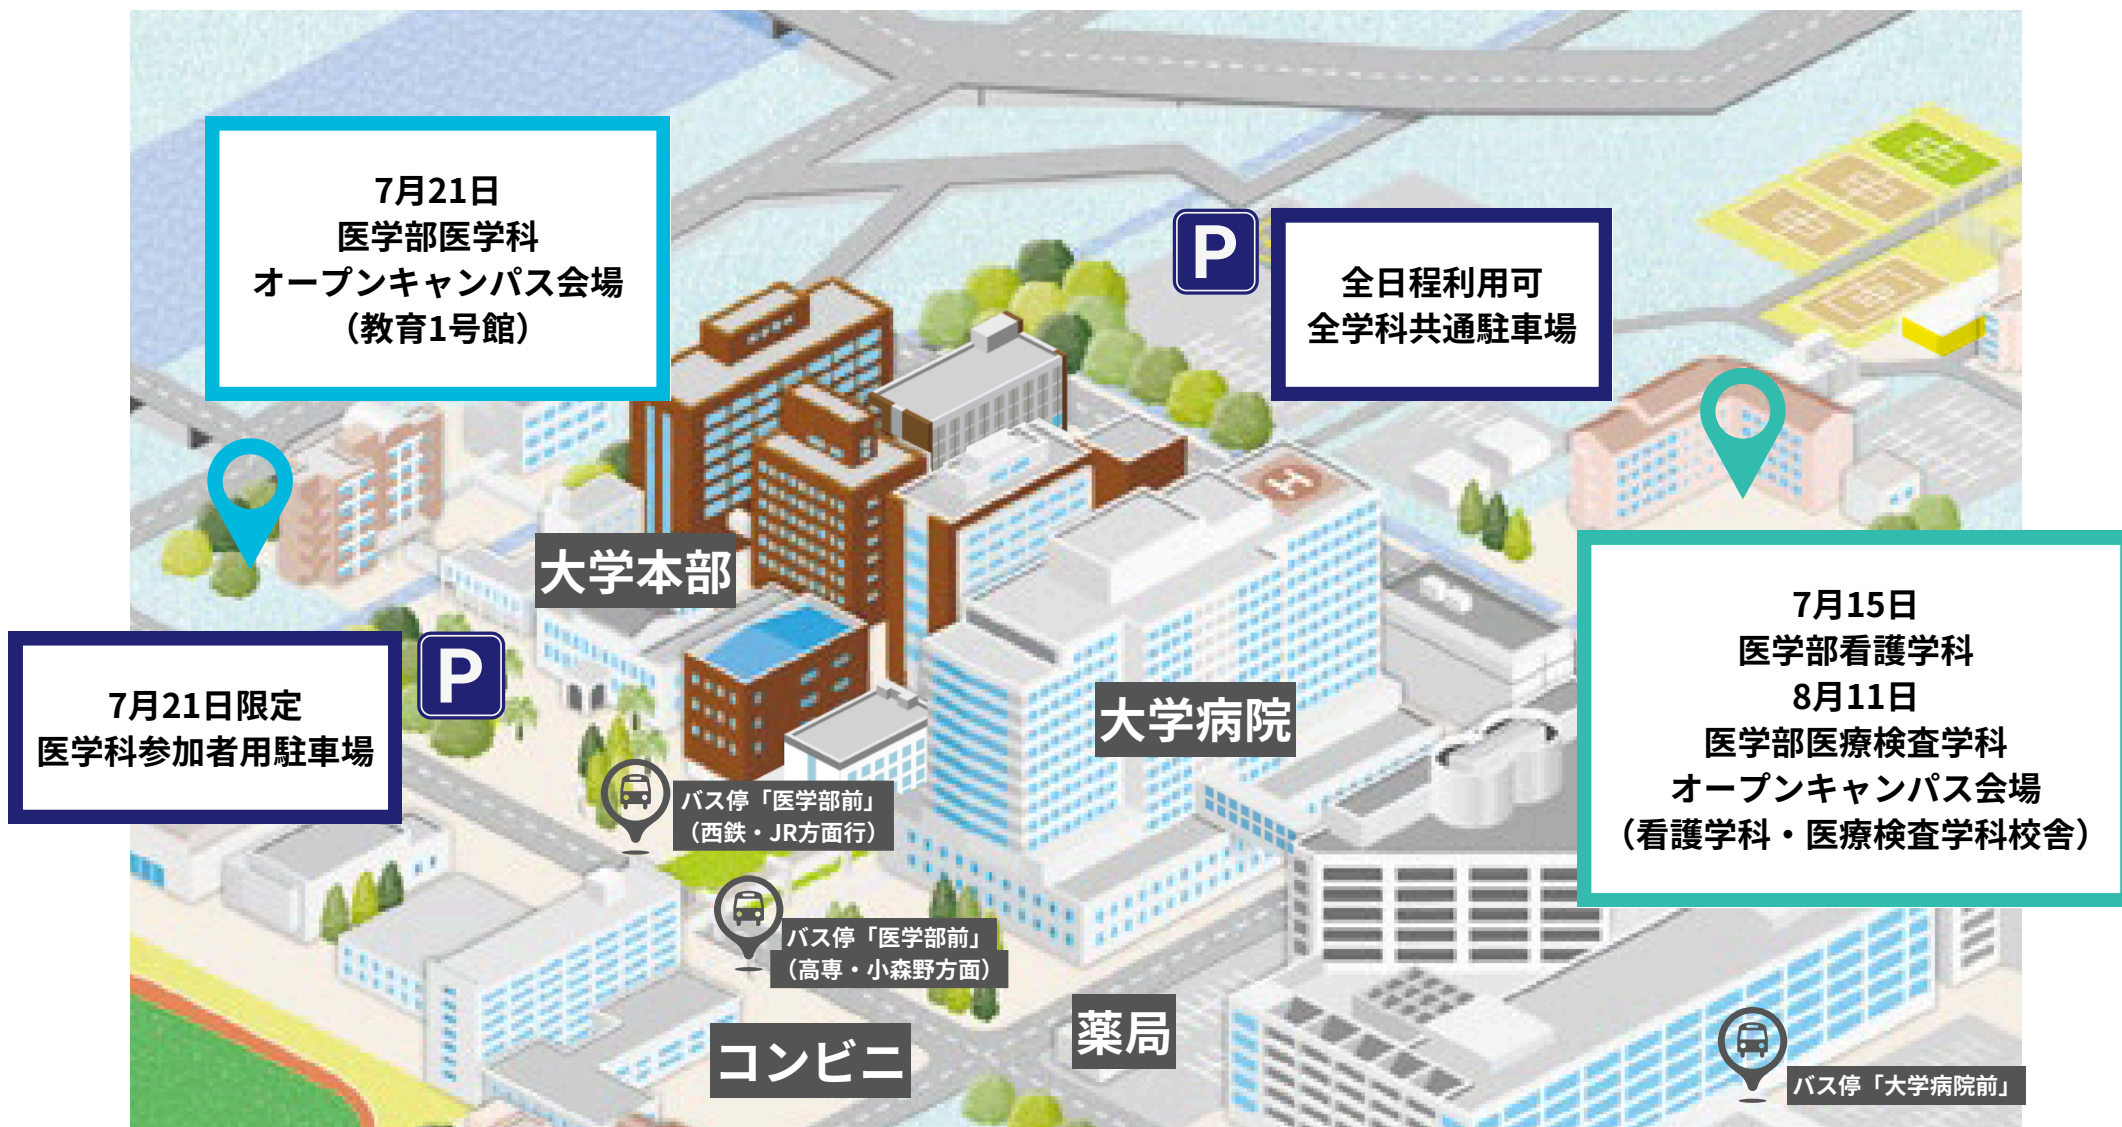 7月21日
医学部医学科
オープンキャンパス会場
（教育1号館）
P
全日程利用可
全学科共通駐車場
H
大学本部
7月21日限定
医学科参加者用駐車場
P
大学病院
7月15日
医学部看護学科
8月11日
医学部医療検査学科
オープンキャンパス会場
（看護学科・医療検査学科校舎）
バス停「医学部前」
（西鉄・JR方面行）
バス停「医学部前」
（高専・小森野方面）
薬局
コンビニ
バス停「大学病院前」